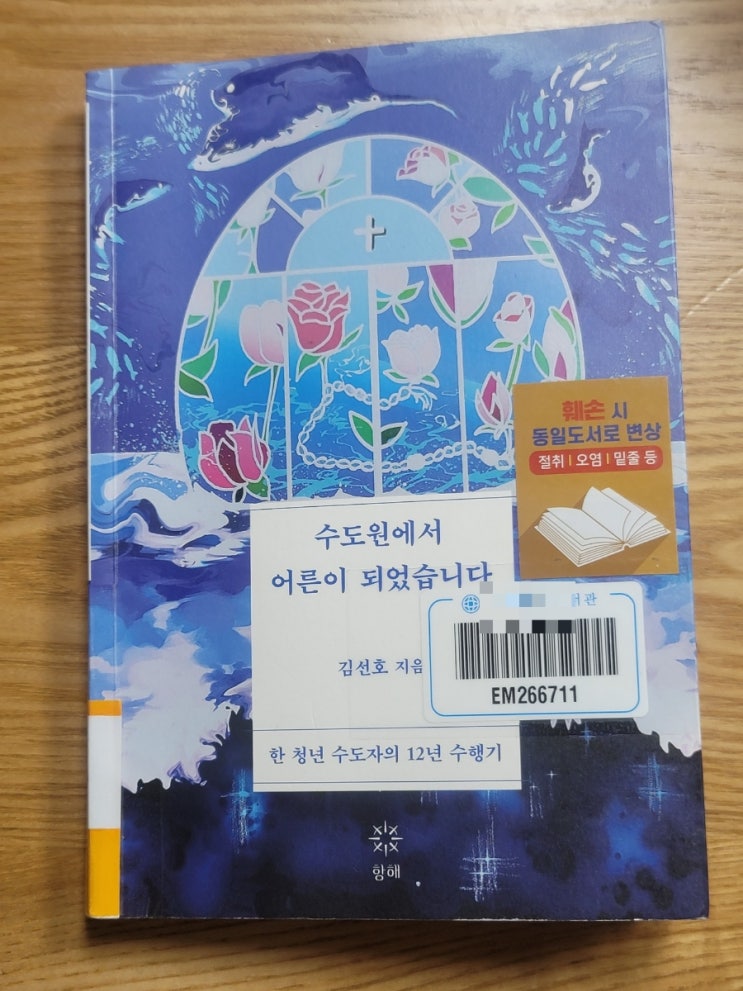 훼손 시
동일도서로 변상
절취 | 오염 | 밑줄 등
수도원에서
어른이 되었습니다
관
EM266711
김선호 지음
한 청년 수도자의 12년 수행기
항해